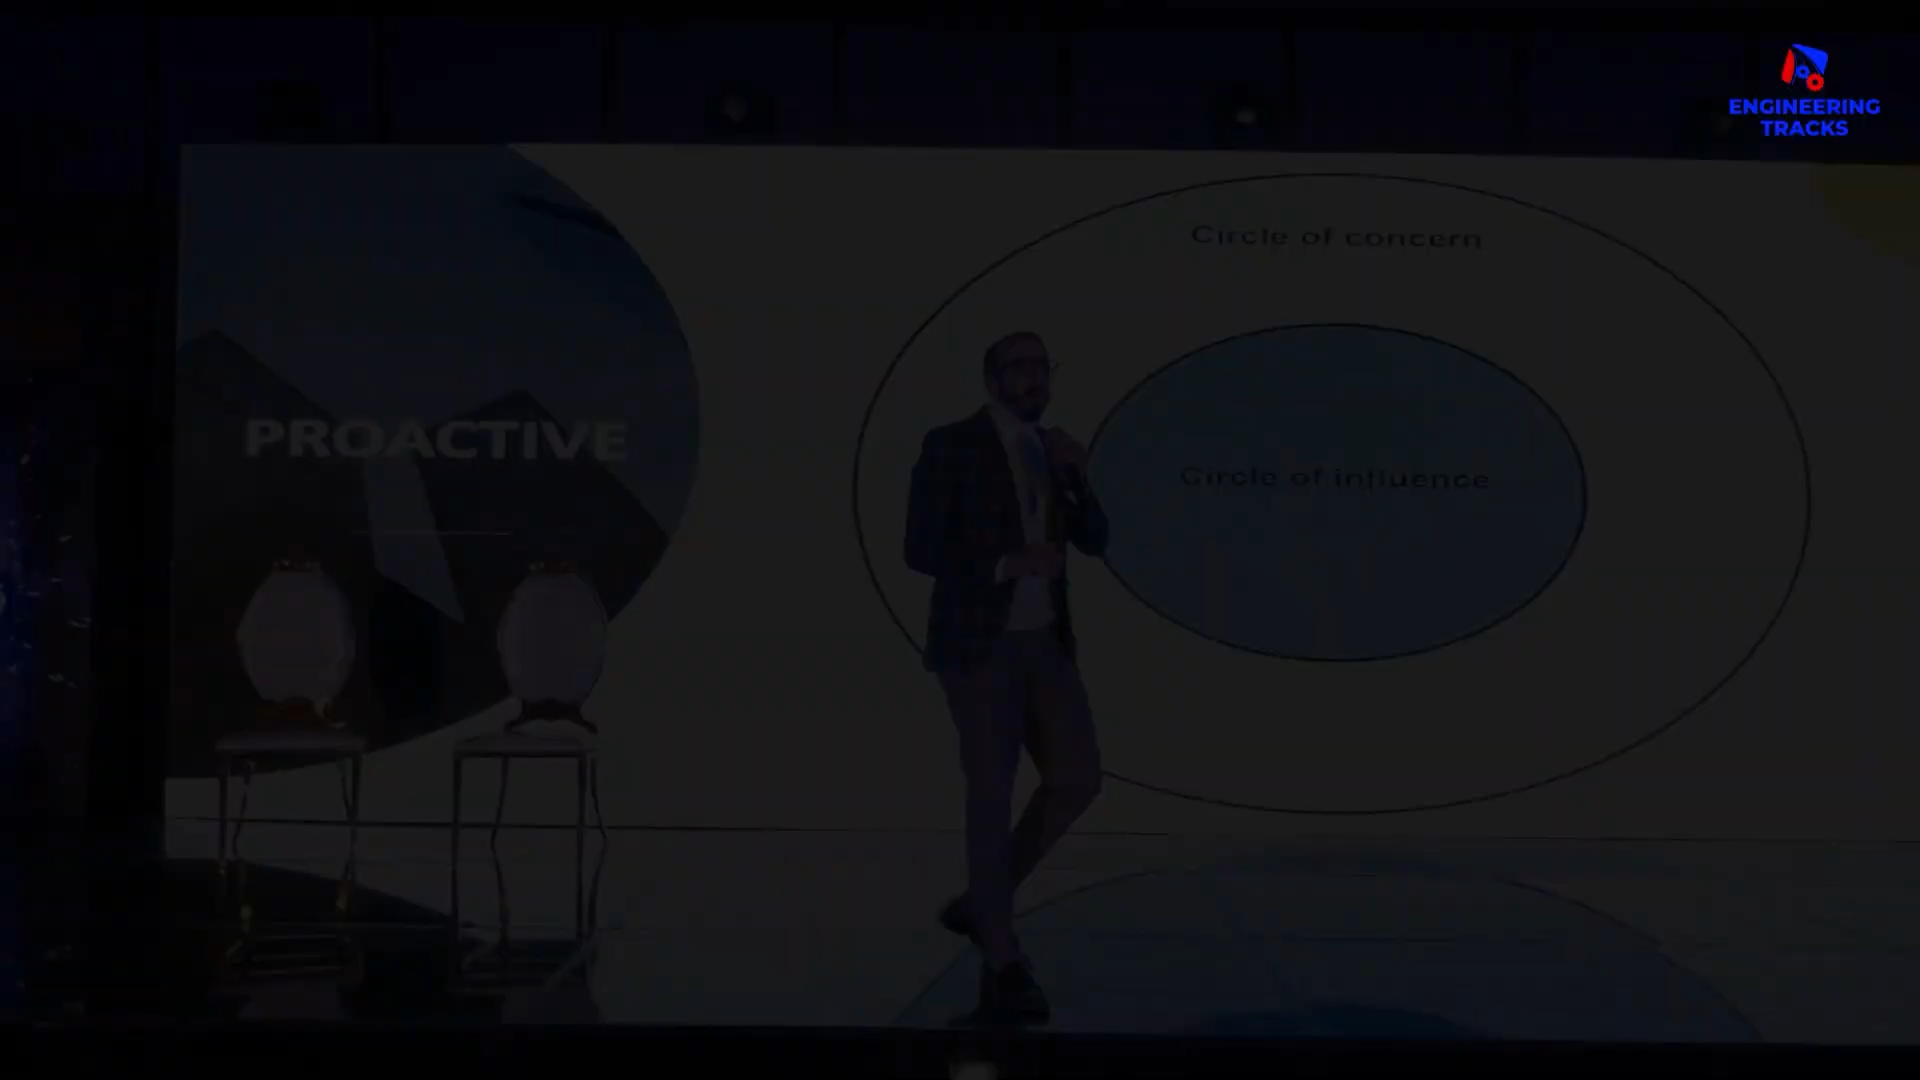 ENGINEERING
TRACKS
Circle of concern
PROACTIVE
Circle of influence